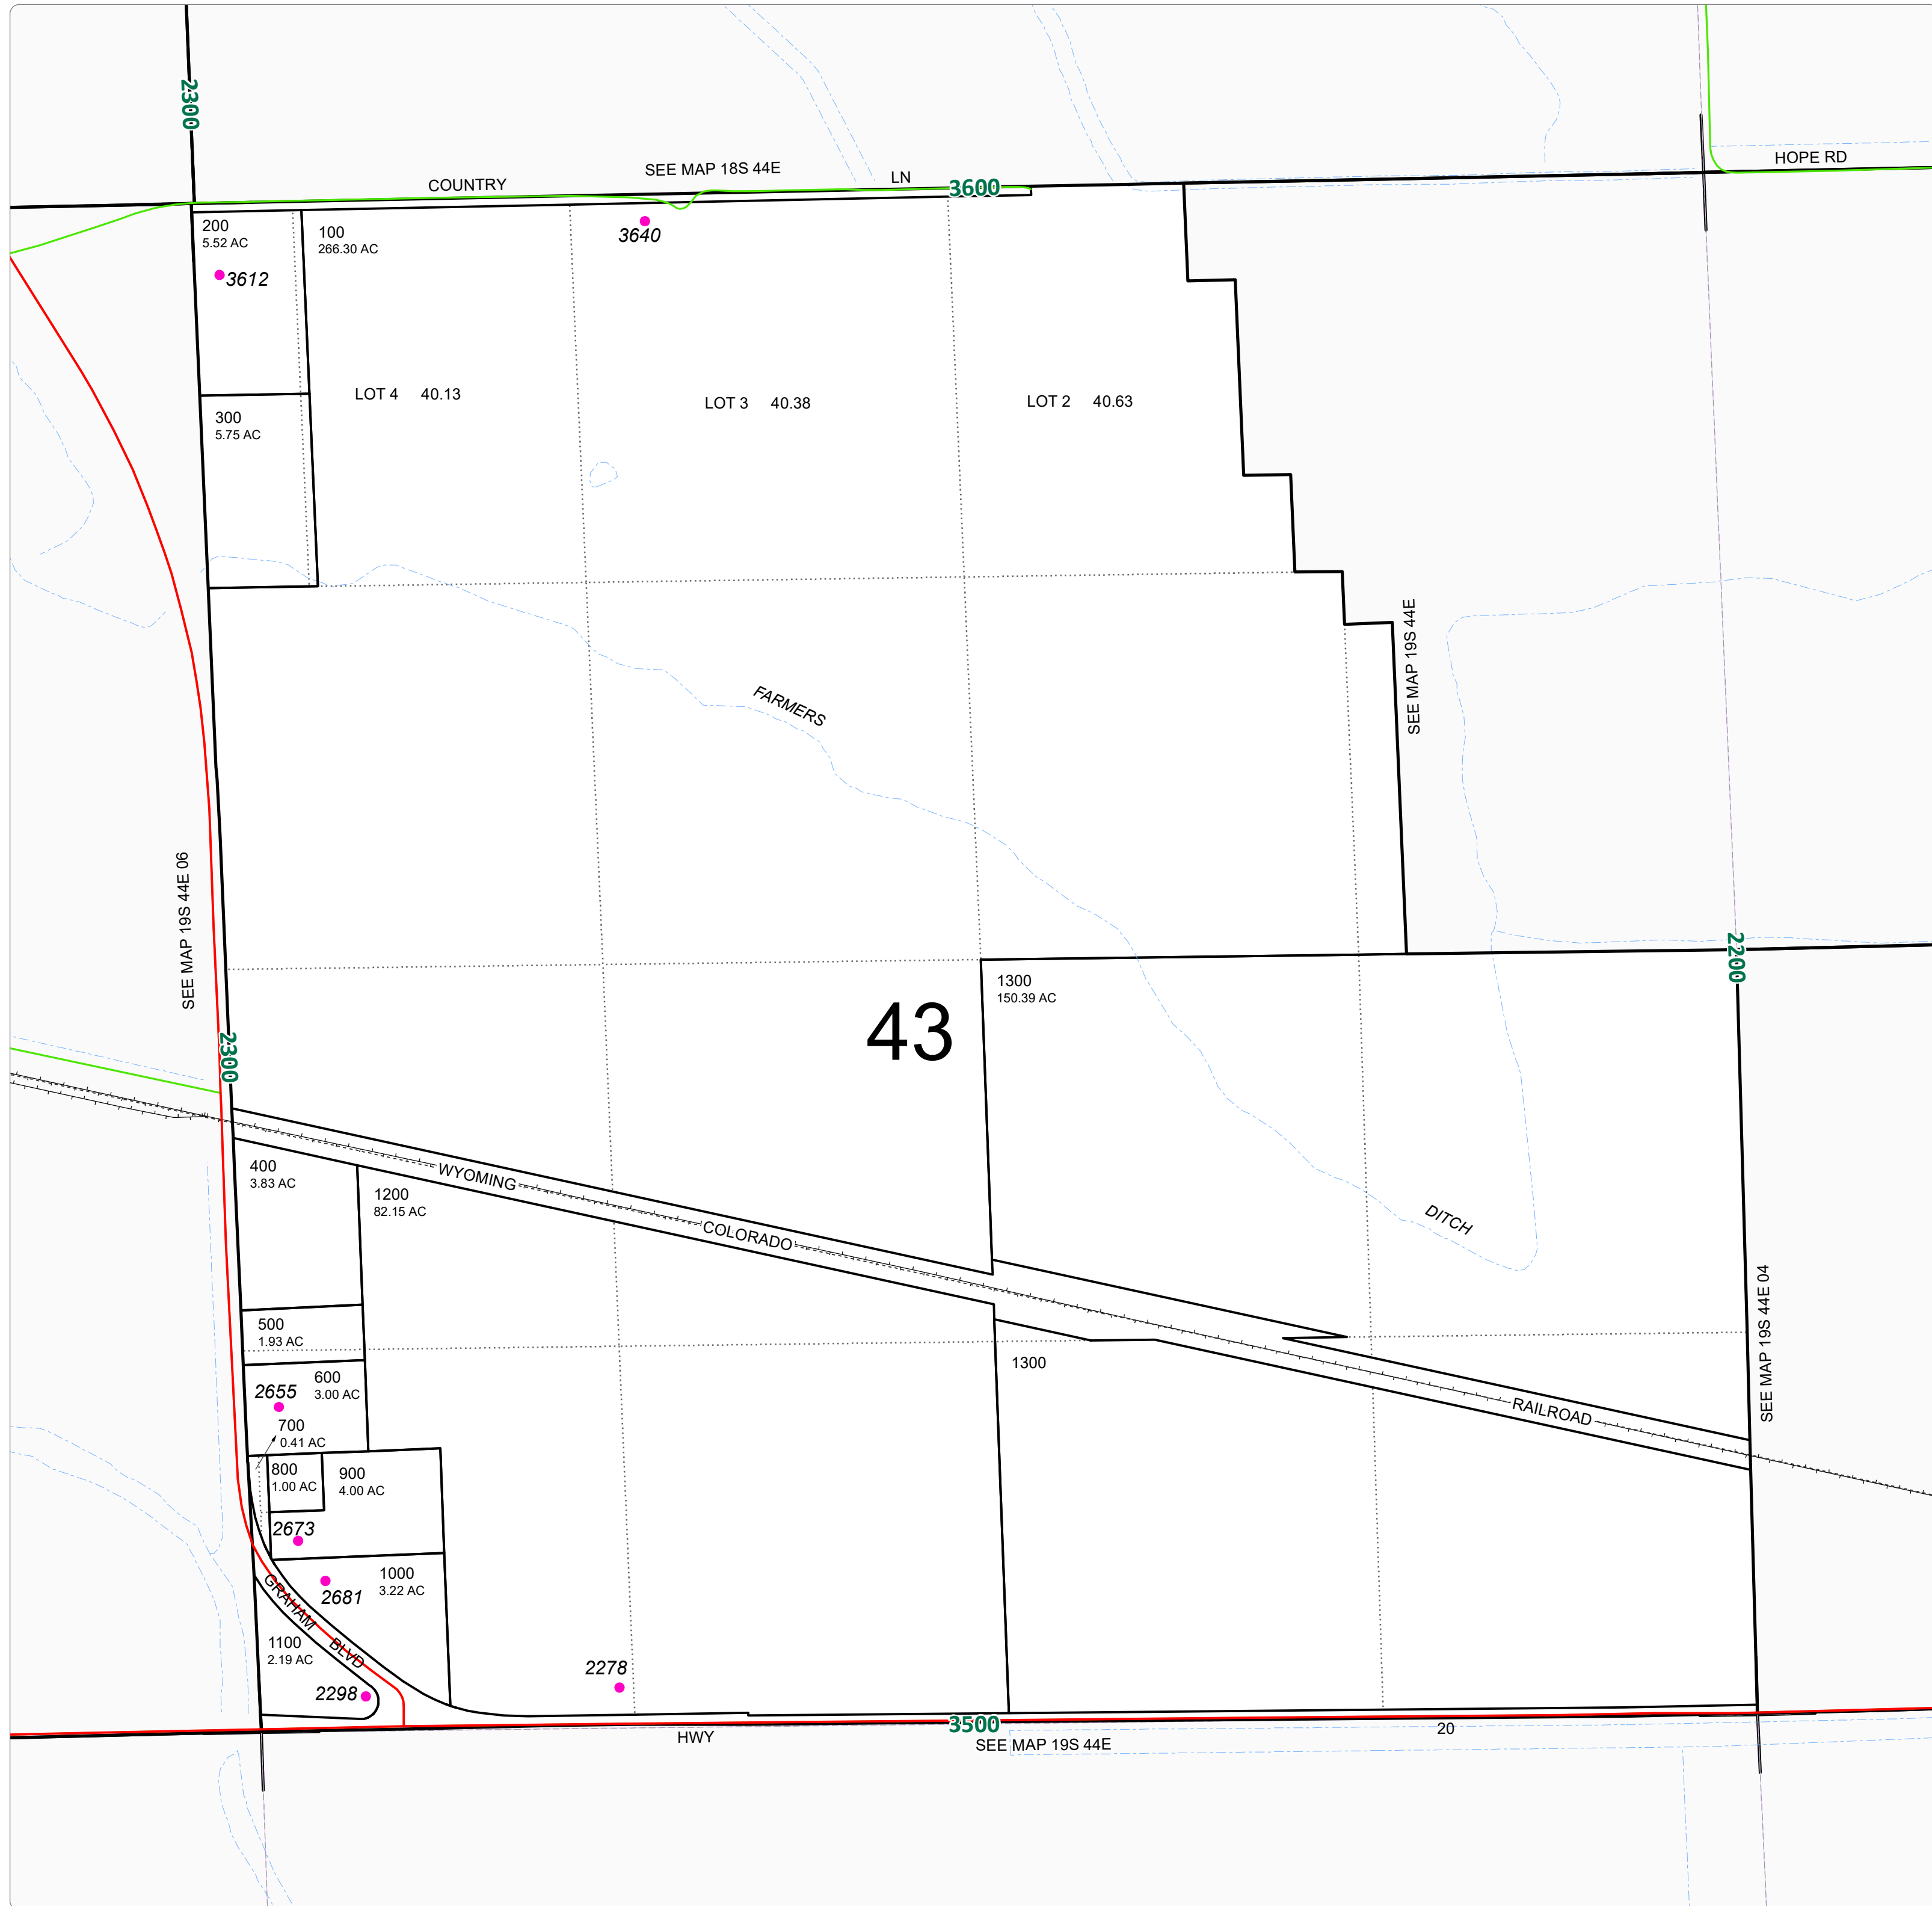 2300
SEE MAP 18S 44E
COUNTRY
LN
3600
HOPE RD
200
5.52 AC
3612
100
266.30 AC
3640
LOT 4 40.13
LOT 3 40.38
LOT 2 40.63
300
5.75 AC
SEE MAP 19S 44E
FARMERS
SEE MAP 19S 44E 06
2200
43
1300
150.39 AC
2300
400
3.83 AC
WYOMING
COLORADO
RAILROAD
1200
82.15 AC
DITCH
SEE MAP 19S 44E 04
500
1.93 AC
1300
600
3.00 AC
2655
700
0.41 AC
800
1.00 AC
900
4.00 AC
2673
1000
3.22 AC
2681
GRAHAM BLVD
1100
2.19 AC
2298
2278
HWY
3500
20
SEE MAP 19S 44E